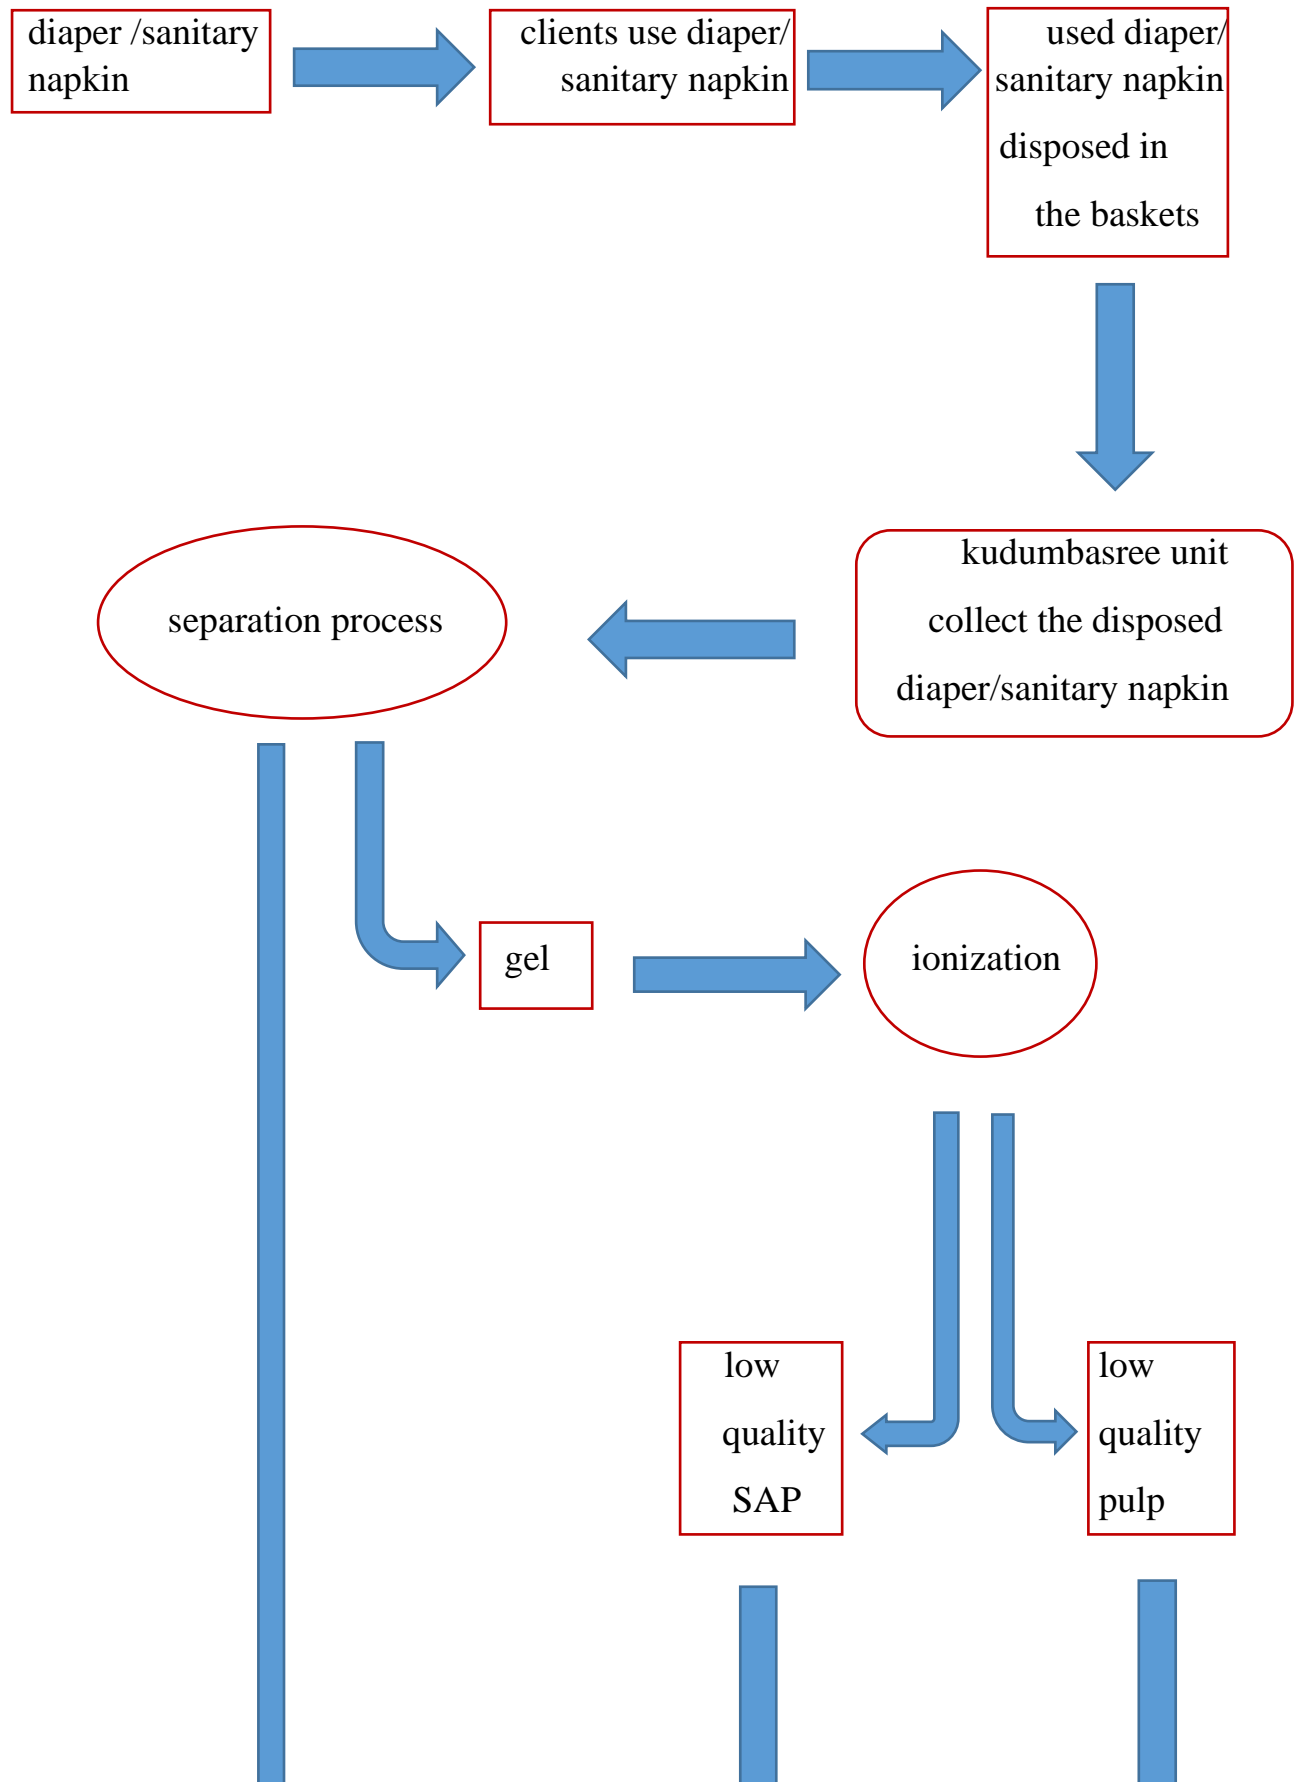 diaper /sanitary
napkin
clients use diaper/
sanitary napkin
used diaper/
sanitary napkin
disposed in
the baskets
separation process
kudumbasree unit
collect the disposed
diaper/sanitary napkin
gel
ionization
low
quality
SAP
low
quality
pulp